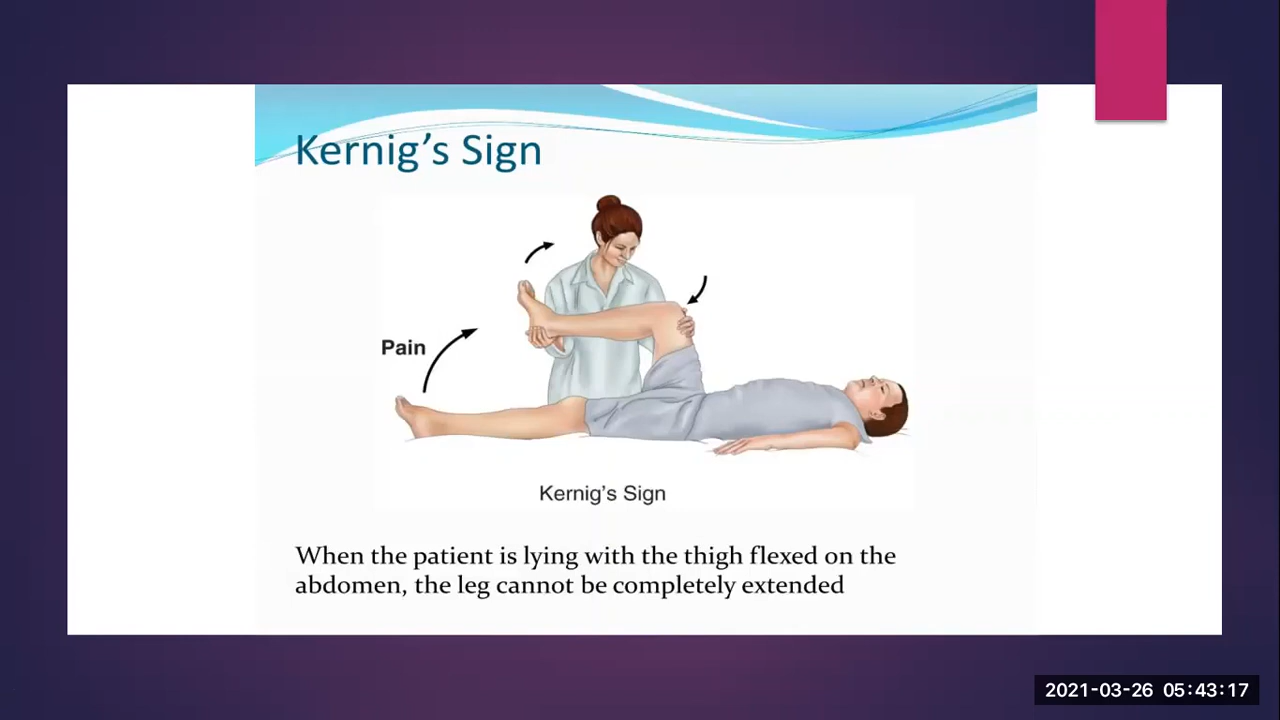 Kernig’s Sign
Pain
Kernig’s Sign
When the patient is lying with the thigh flexed on the
abdomen, the leg cannot be completely extended
2021-03-26 05:43:17